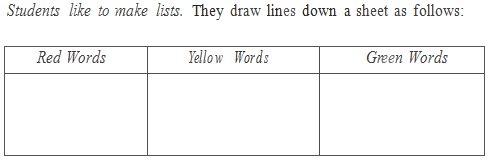 Students like to make lists. They draw lines down a sheet as follows:
Red Words Yellow Words Green Words